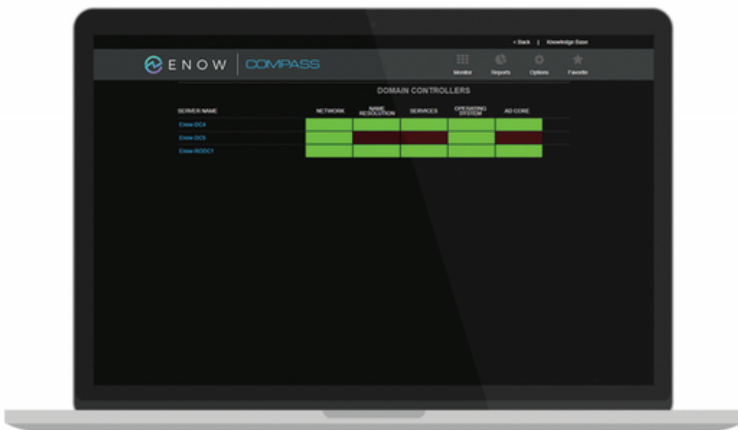 < Back | Knowledge Base
ENOW | COMPASS
Monitor Reports Options Favorite
DOMAIN CONTROLLERS
SERVER NAME NETWORK NAME RESOLUTION SERVICES OPERATING SYSTEM AD CORE
Enow-DC4
Enow-DC5
Enow-RODC1